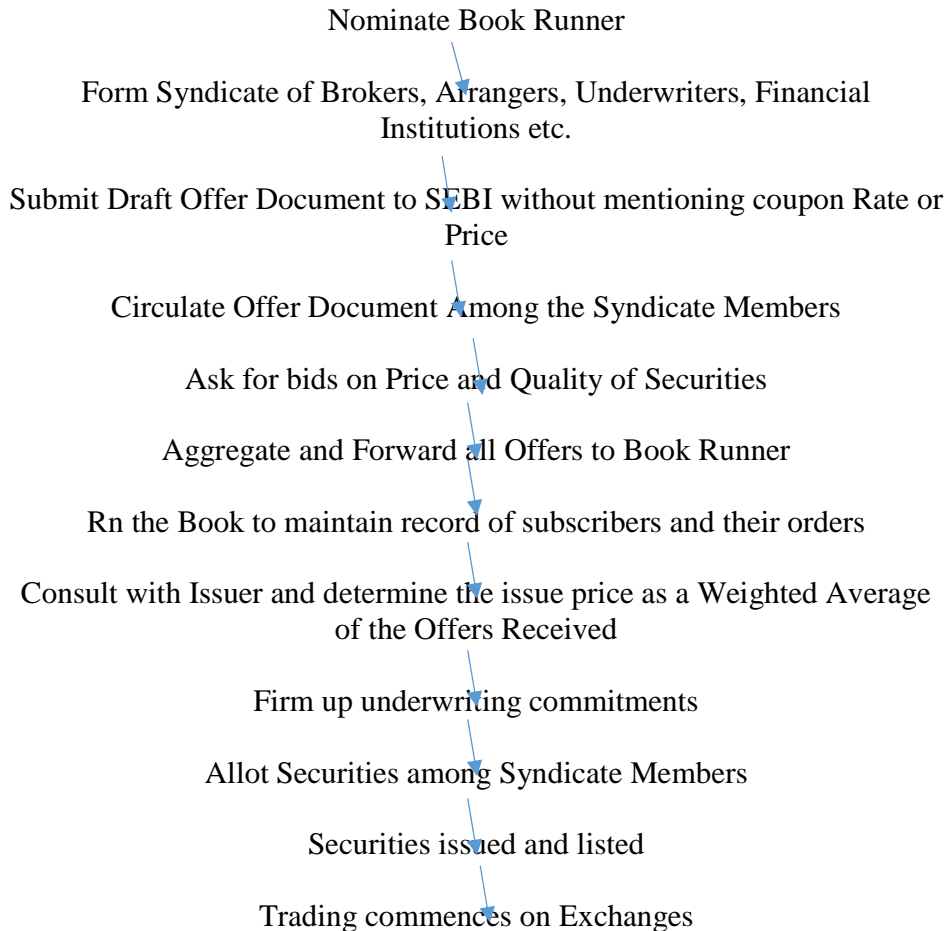 Nominate Book Runner
Form Syndicate of Brokers, Arrangers, Underwriters, Financial
Institutions etc.
Submit Draft Offer Document to SEBI without mentioning coupon Rate or
Price
Circulate Offer Document Among the Syndicate Members
Ask for bids on Price and Quality of Securities
Aggregate and Forward all Offers to Book Runner
Rn the Book to maintain record of subscribers and their orders
Consult with Issuer and determine the issue price as a Weighted Average
of the Offers Received
Firm up underwriting commitments
Allot Securities among Syndicate Members
Securities issued and listed
Trading commences on Exchanges